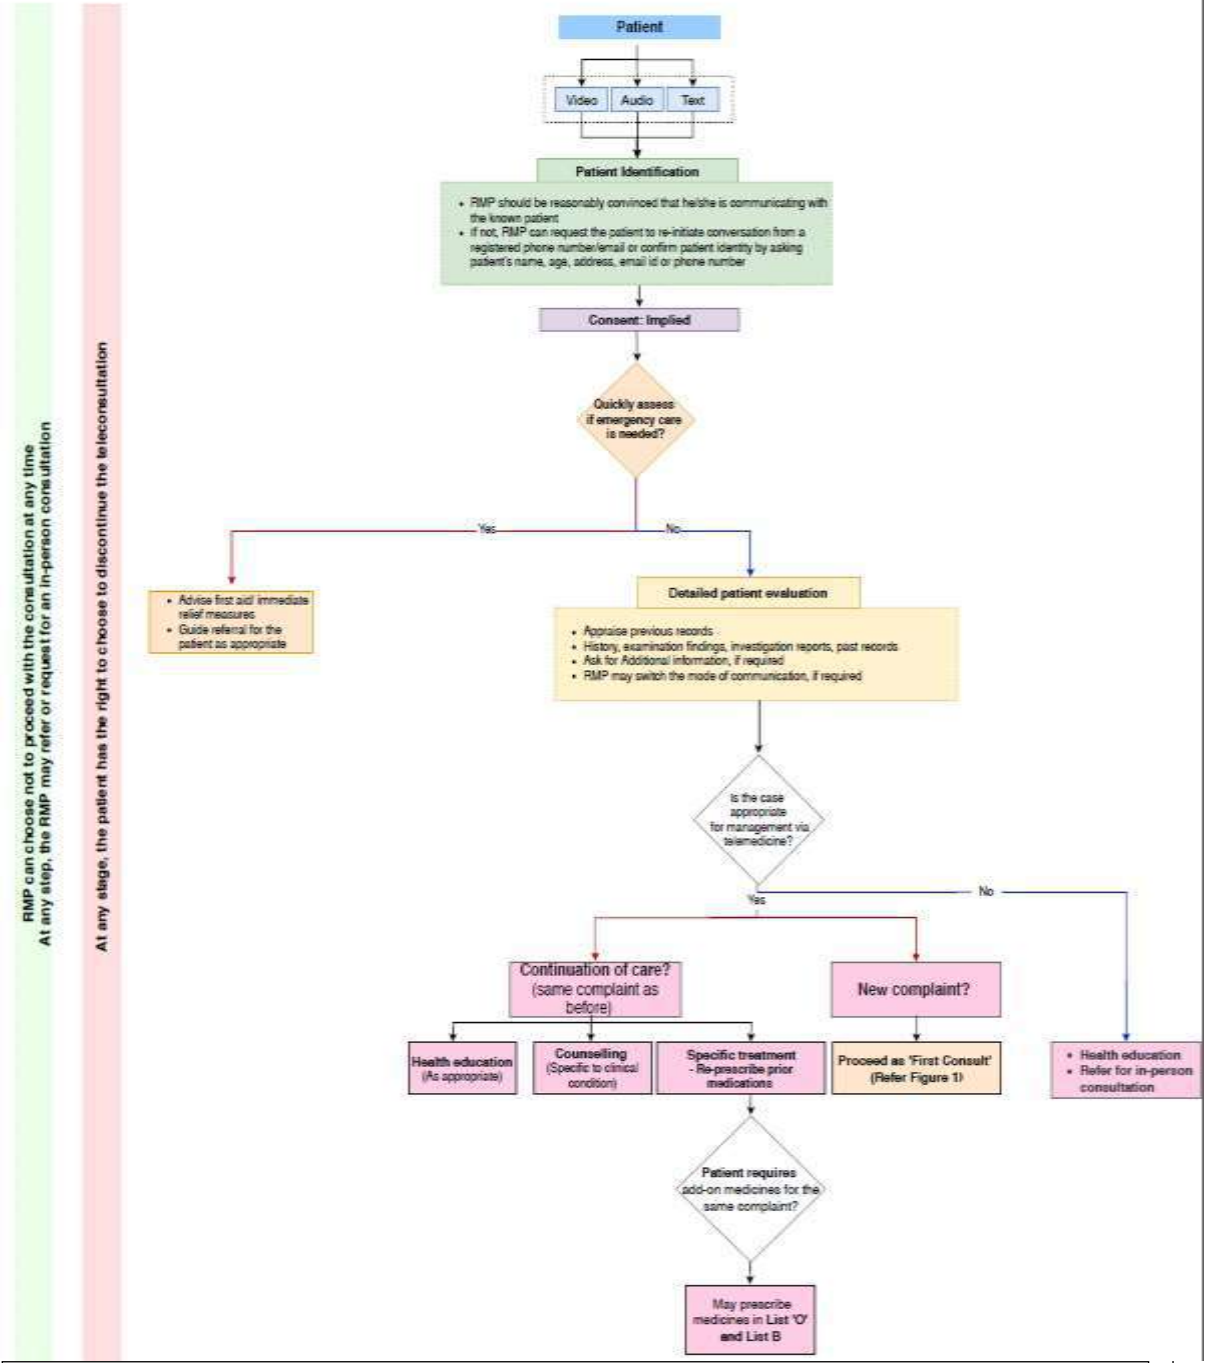 Patient
Video
Audio
Text
Patient Identification
• RMP should be reasonably convinced that he/she is communicating with
the known patient
• if not, RMP can request the patient to re-initiate conversation from a
registered phone number/email or confirm patient identity by asking
patient's name, age, address, email id or phone number
Consent: Implied
Quickly assess
if emergency care
is needed?
Yes
No
• Advise first aid/ immediate
relief measures
• Guide referral for the
patient as appropriate
Detailed patient evaluation
• Appraise previous records
• History, examination findings, investigation reports, past records
• Ask for Additional information, if required
• RMP may switch the mode of communication, if required
Is the case
appropriate
for management via
telemedicine?
Yes
No
Continuation of care?
(same complaint as
before)
New complaint?
Health education
(As appropriate)
Counselling
(Specific to clinical
condition)
Specific treatment
- Re-prescribe prior
medications
Proceed as 'First Consult'
(Refer Figure 1)
• Health education
• Refer for in-person
consultation
Patient requires
add-on medicines for the
same complaint?
May prescribe
medicines in List 'O'
and List B
RMP can choose not to proceed with the consultation at any time
At any step, the RMP may refer or request for an in-person consultation
At any stage, the patient has the right to choose to discontinue the teleconsultation